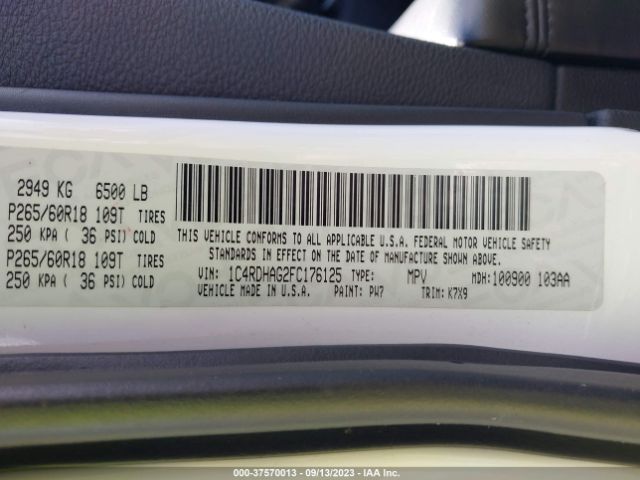 2949 KG 6500 LB
P265/60R18 109T TIRES
250 KPA ( 36 PSI) COLD
P265/60R18 109T TIRES
250 KPA ( 36 PSI) COLD
THIS VEHICLE CONFORMS TO ALL APPLICABLE U.S.A. FEDERAL MOTOR VEHICLE SAFETY
STANDARDS IN EFFECT ON THE DATE OF MANUFACTURE SHOWN ABOVE.
VIN: 1C4RDHAG2FC176125 TYPE: MPV MDH: 100900 103AA
VEHICLE MADE IN U.S.A. PAINT: PW7 TRIM: K7X9
000-37570013 - 09/13/2023 - IAA Inc.